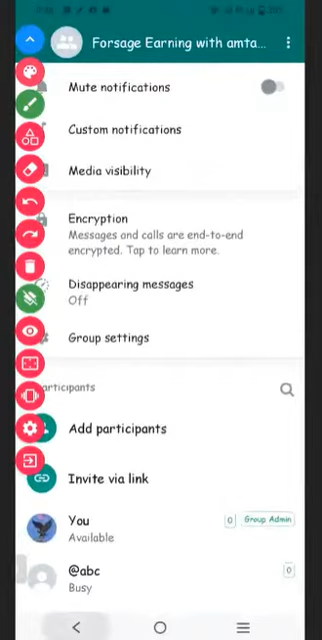 Forsage Earning with amta...
Mute notifications
Custom notifications
Media visibility
Encryption
Messages and calls are end-to-end
encrypted. Tap to learn more.
Disappearing messages
Off
Group settings
articipants
Add participants
Invite via link
You
0 Group Admin
Available
@abc
0
Busy